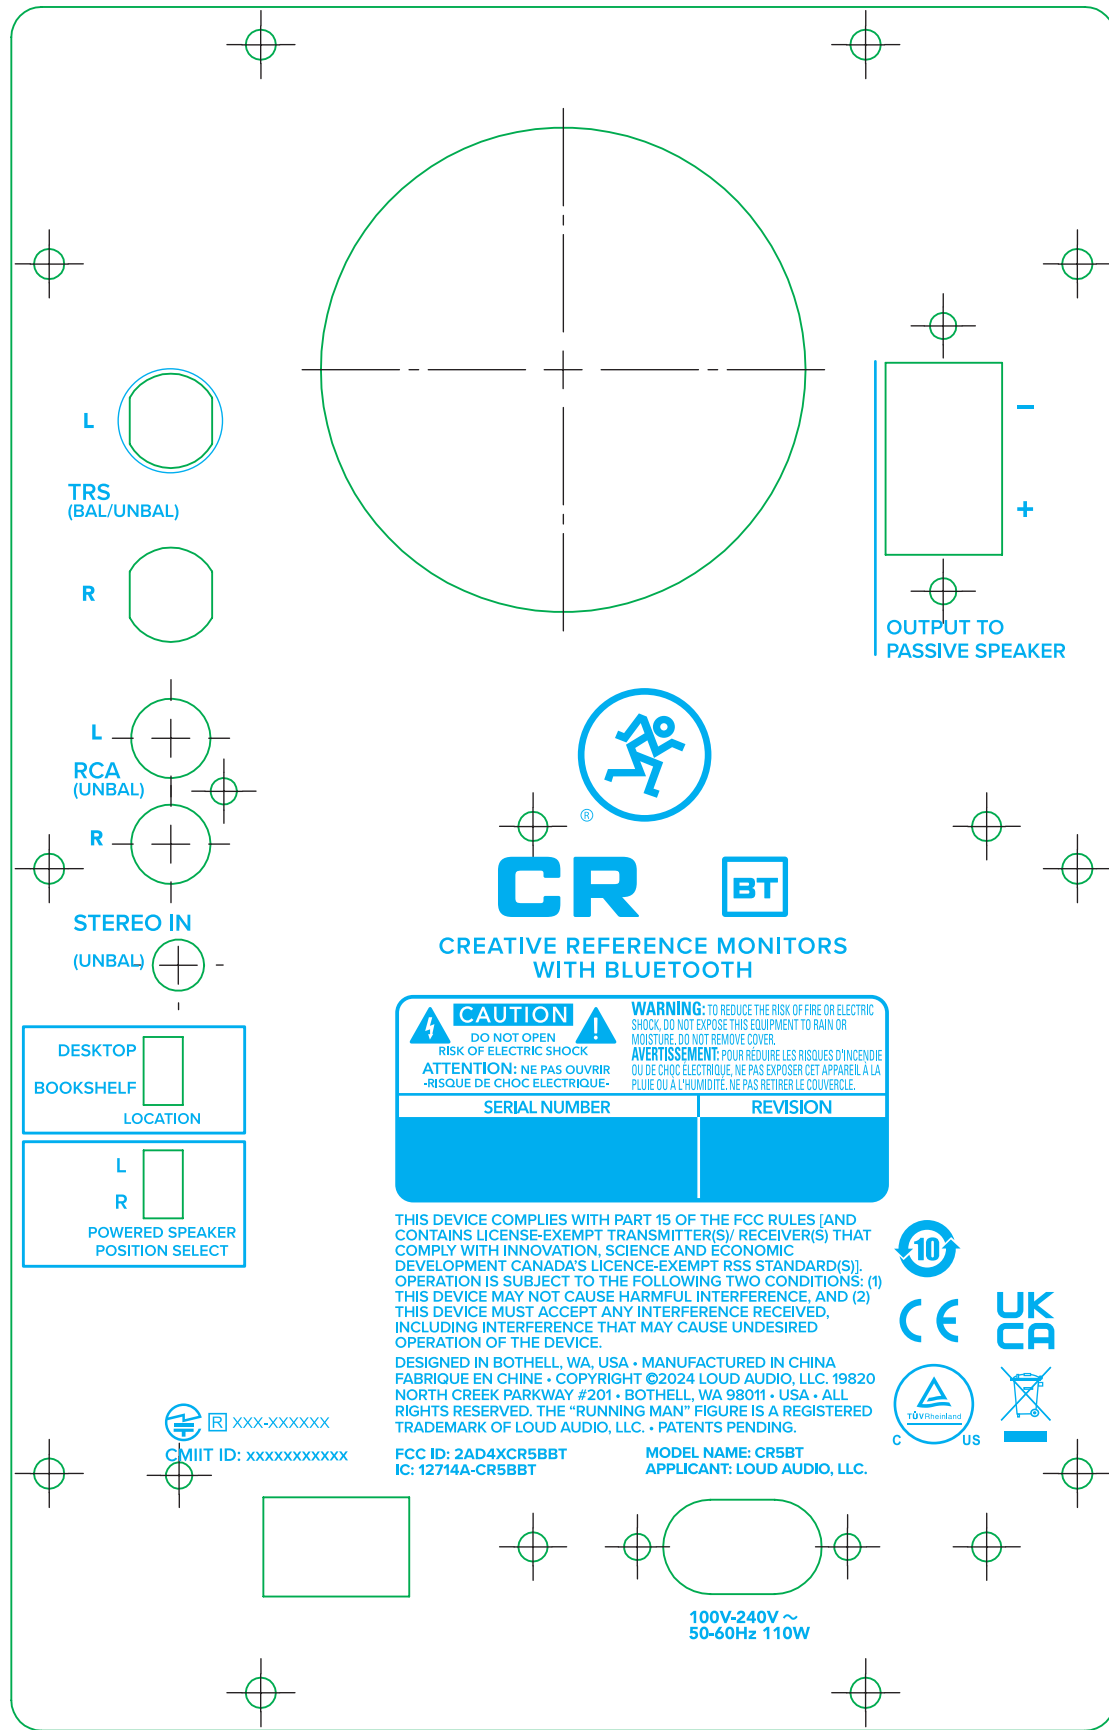 L
TRS
(BAL/UNBAL)
R
−
+
OUTPUT TO
PASSIVE SPEAKER
L
RCA
(UNBAL)
R
STEREO IN
(UNBAL)
®
CR
BT
CREATIVE REFERENCE MONITORS
WITH BLUETOOTH
DESKTOP
BOOKSHELF
LOCATION
L
R
POWERED SPEAKER
POSITION SELECT
CAUTION
DO NOT OPEN
RISK OF ELECTRIC SHOCK
ATTENTION: NE PAS OUVRIR
-RISQUE DE CHOC ELECTRIQUE-
WARNING: TO REDUCE THE RISK OF FIRE OR ELECTRIC
SHOCK, DO NOT EXPOSE THIS EQUIPMENT TO RAIN OR
MOISTURE. DO NOT REMOVE COVER.
AVERTISSEMENT: POUR RÉDUIRE LES RISQUES D'INCENDIE
OU DE CHOC ÉLECTRIQUE, NE PAS EXPOSER CET APPAREIL À LA
PLUIE OU À L'HUMIDITÉ. NE PAS RETIRER LE COUVERCLE.
SERIAL NUMBER
REVISION
THIS DEVICE COMPLIES WITH PART 15 OF THE FCC RULES [AND
CONTAINS LICENSE-EXEMPT TRANSMITTER(S)/ RECEIVER(S) THAT
COMPLY WITH INNOVATION, SCIENCE AND ECONOMIC
DEVELOPMENT CANADA'S LICENCE-EXEMPT RSS STANDARD(S)].
OPERATION IS SUBJECT TO THE FOLLOWING TWO CONDITIONS: (1)
THIS DEVICE MAY NOT CAUSE HARMFUL INTERFERENCE, AND (2)
THIS DEVICE MUST ACCEPT ANY INTERFERENCE RECEIVED,
INCLUDING INTERFERENCE THAT MAY CAUSE UNDESIRED
OPERATION OF THE DEVICE.
DESIGNED IN BOTHELL, WA, USA • MANUFACTURED IN CHINA
FABRIQUE EN CHINE • COPYRIGHT ©2024 LOUD AUDIO, LLC. 19820
NORTH CREEK PARKWAY #201 • BOTHELL, WA 98011 • USA • ALL
RIGHTS RESERVED. THE “RUNNING MAN” FIGURE IS A REGISTERED
TRADEMARK OF LOUD AUDIO, LLC. • PATENTS PENDING.
FCC ID: 2AD4XCR5BBT
IC: 12714A-CR5BBT
MODEL NAME: CR5BT
APPLICANT: LOUD AUDIO, LLC.
10
CE
UK
CA
TÜVRheinland
C US
R XXX-XXXXXX
CMIIT ID: xxxxxxxxxxx
100V-240V ~
50-60Hz 110W